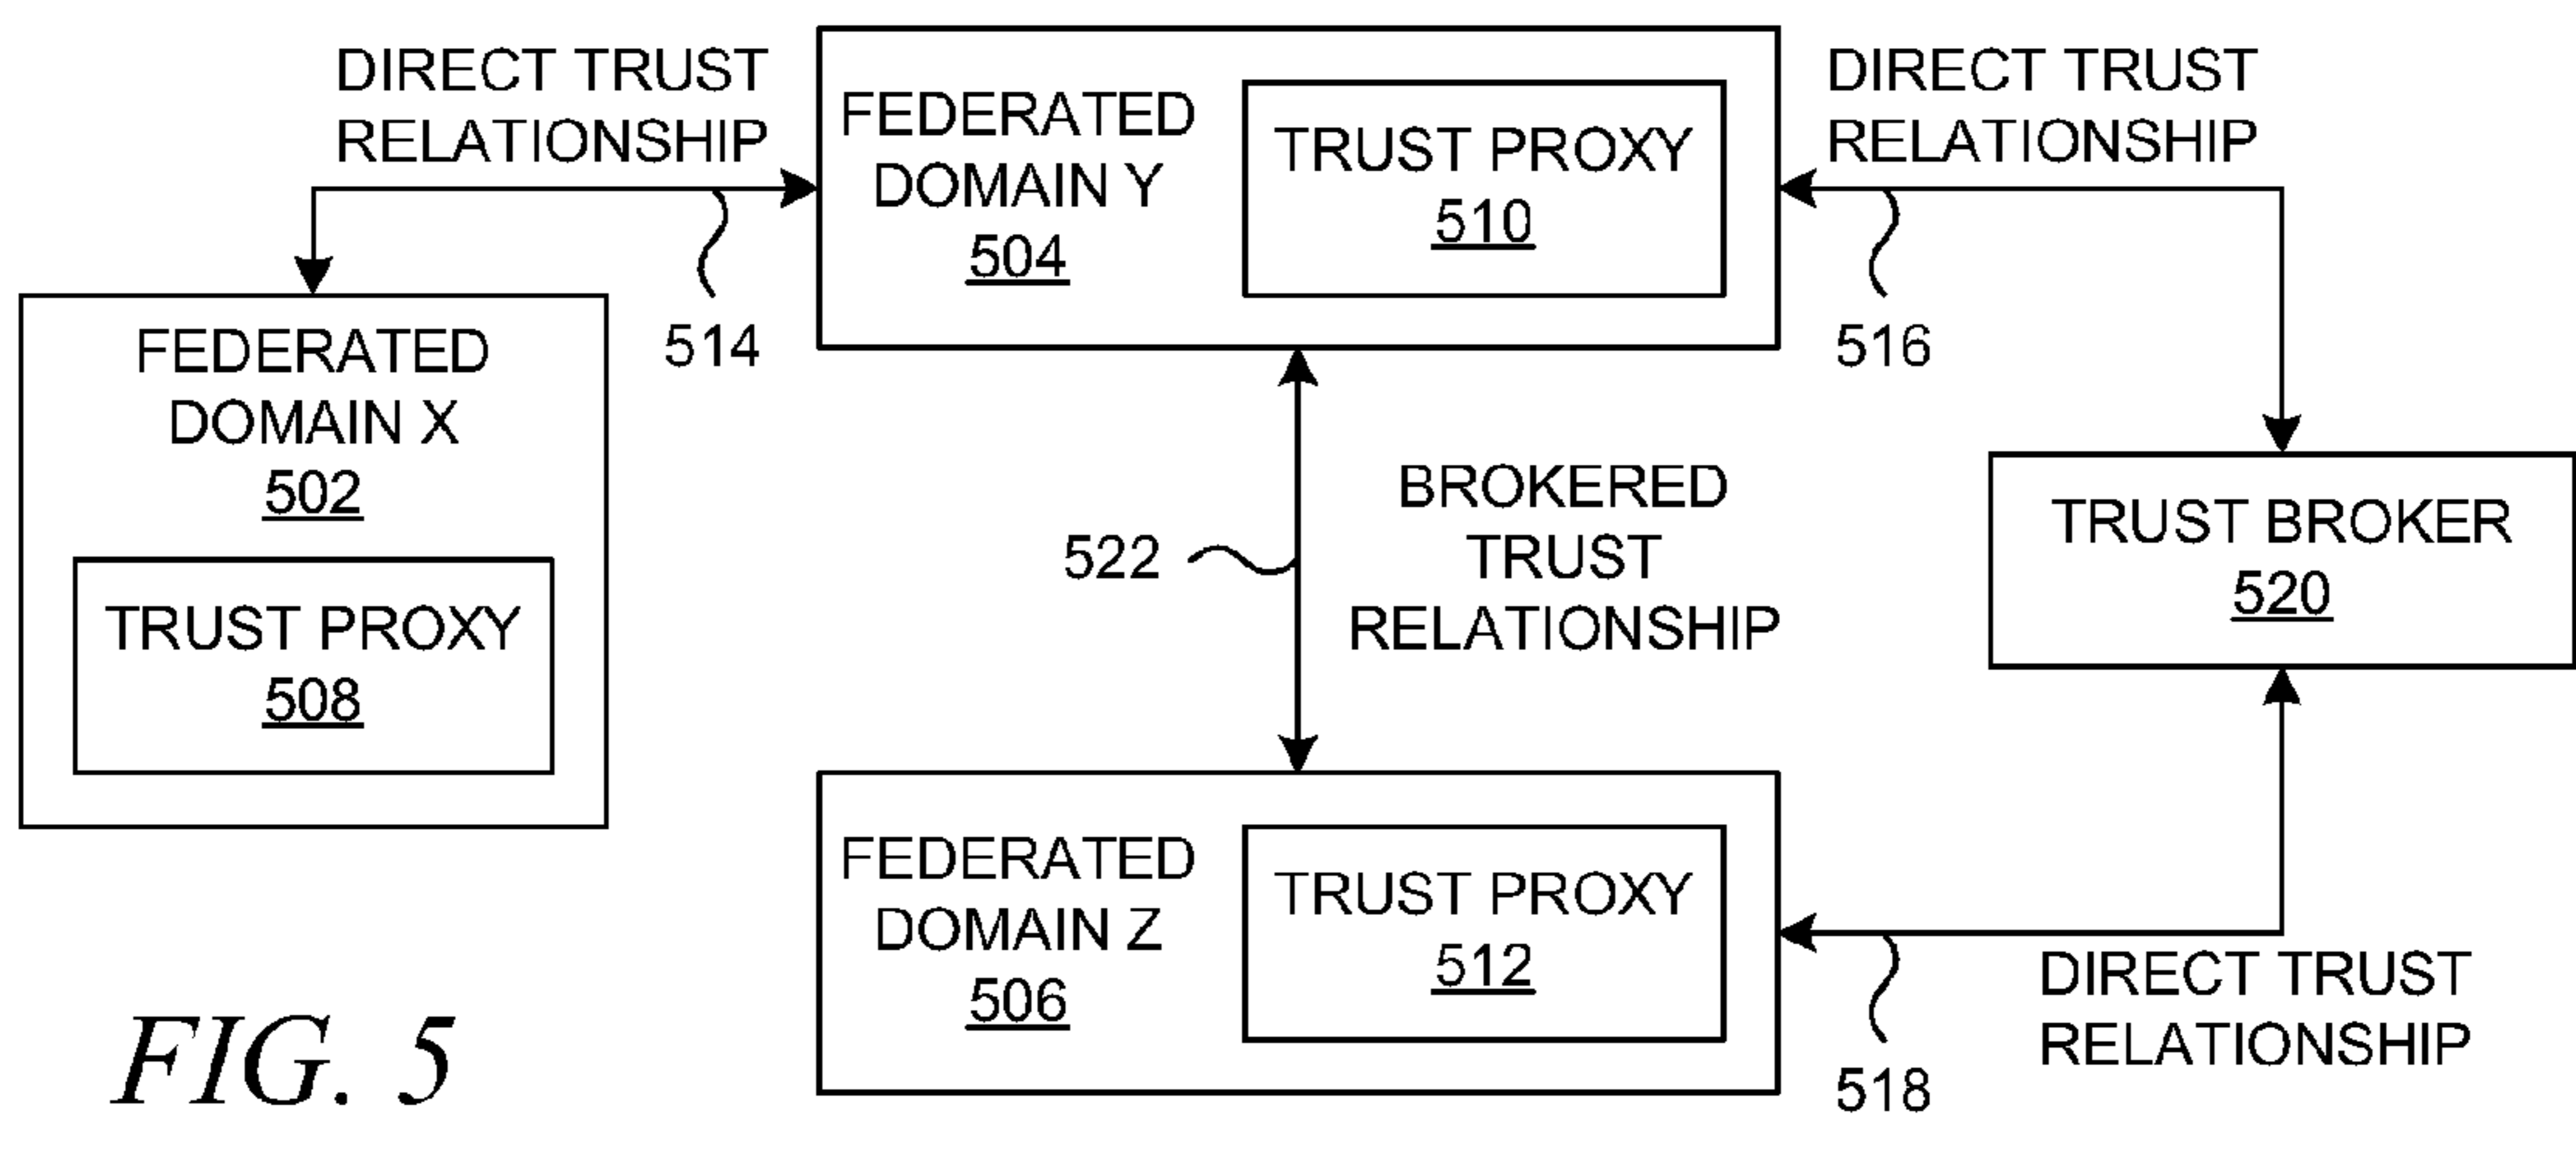 DIRECT TRUST
RELATIONSHIP
514
FEDERATED
DOMAIN X
502
TRUST PROXY
508
FEDERATED
DOMAIN Y
504
TRUST PROXY
510
DIRECT TRUST
RELATIONSHIP
516
522
BROKERED
TRUST
RELATIONSHIP
TRUST BROKER
520
FEDERATED
DOMAIN Z
506
TRUST PROXY
512
518
DIRECT TRUST
RELATIONSHIP
FIG. 5